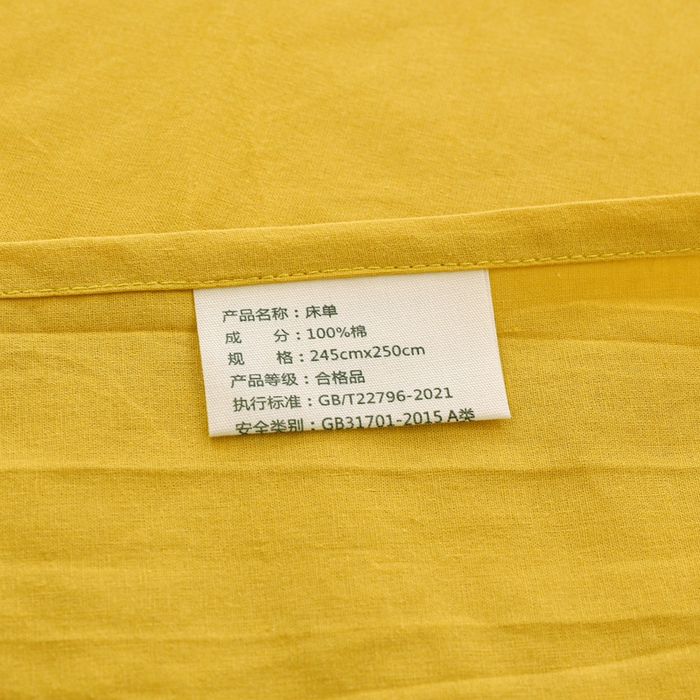 产品名称：床单
成 分：100%棉
规 格：245cmx250cm
产品等级：合格品
执行标准：GB/T22796-2021
安全类别：GB31701-2015 A类